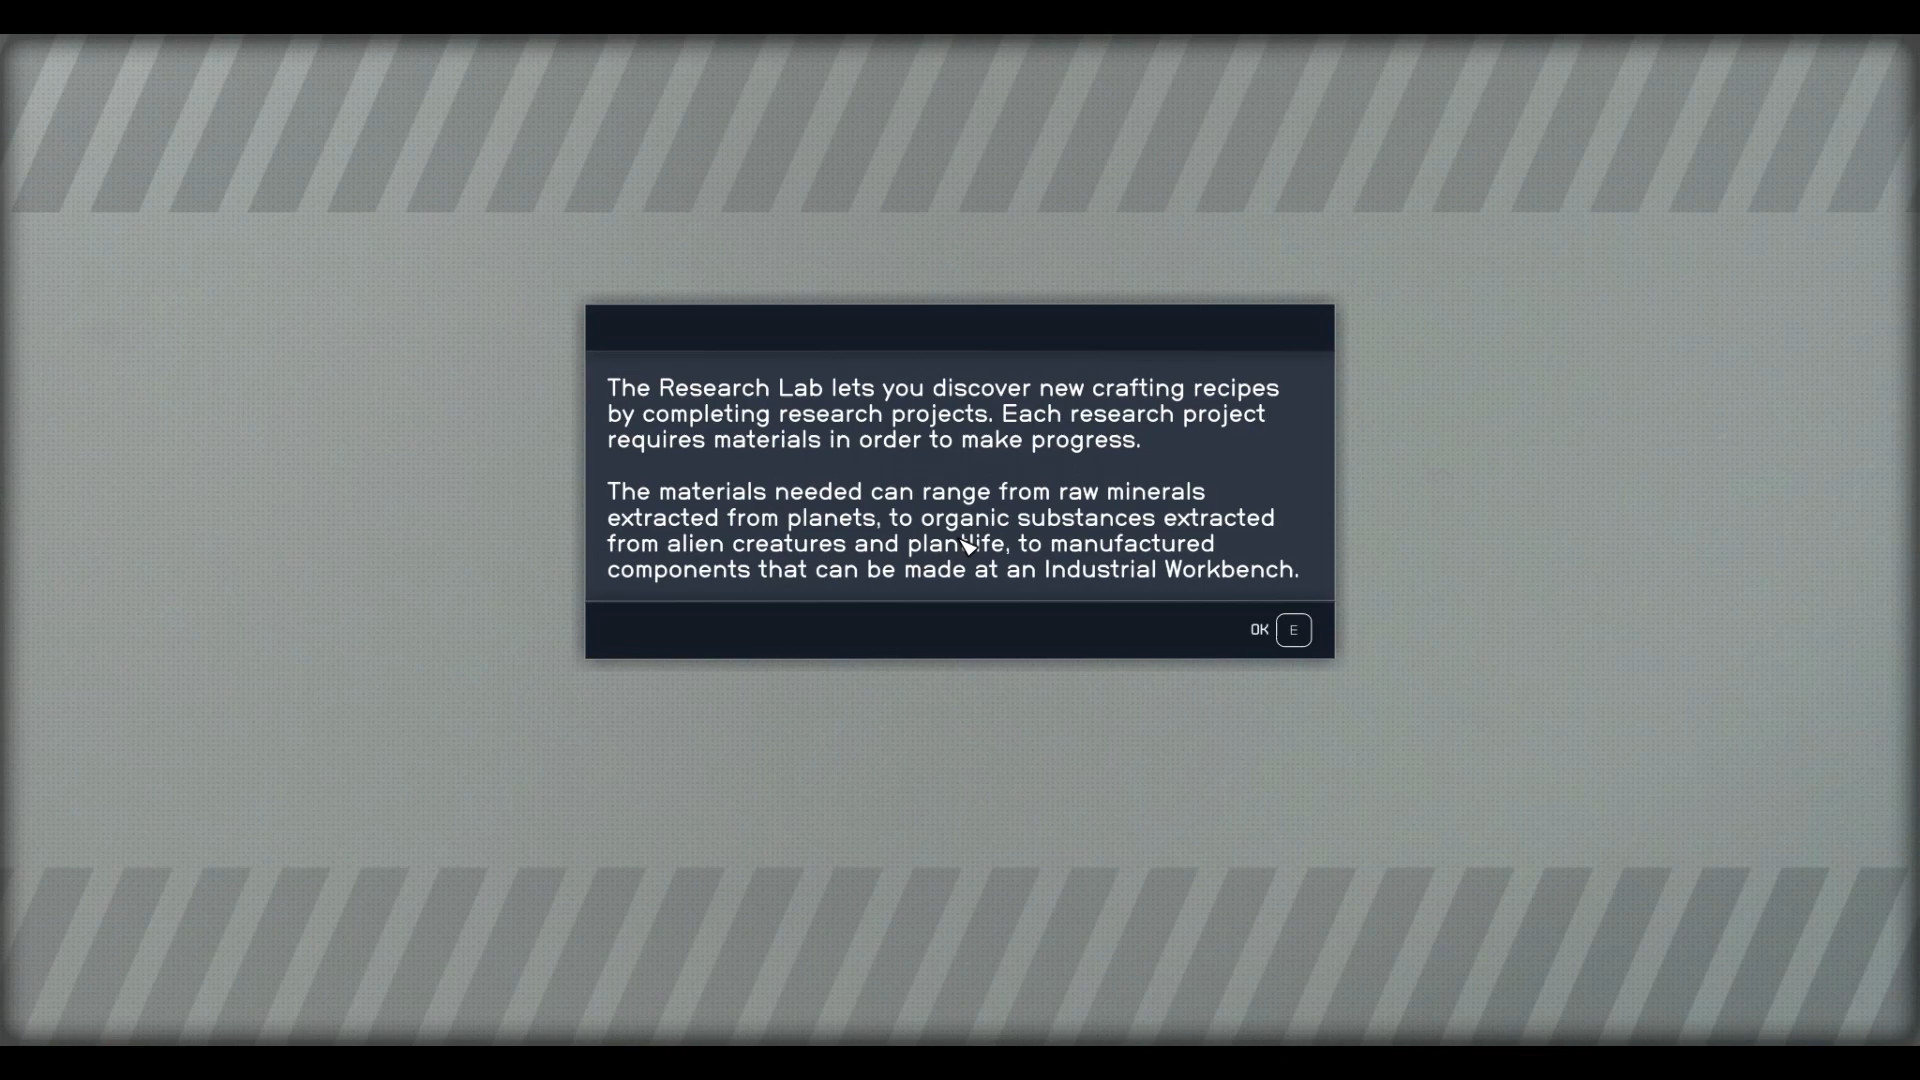 The Research Lab lets you discover new crafting recipes
by completing research projects. Each research project
requires materials in order to make progress.
The materials needed can range from raw minerals
extracted from planets, to organic substances extracted
from alien creatures and plantlife, to manufactured
components that can be made at an Industrial Workbench.
OK E